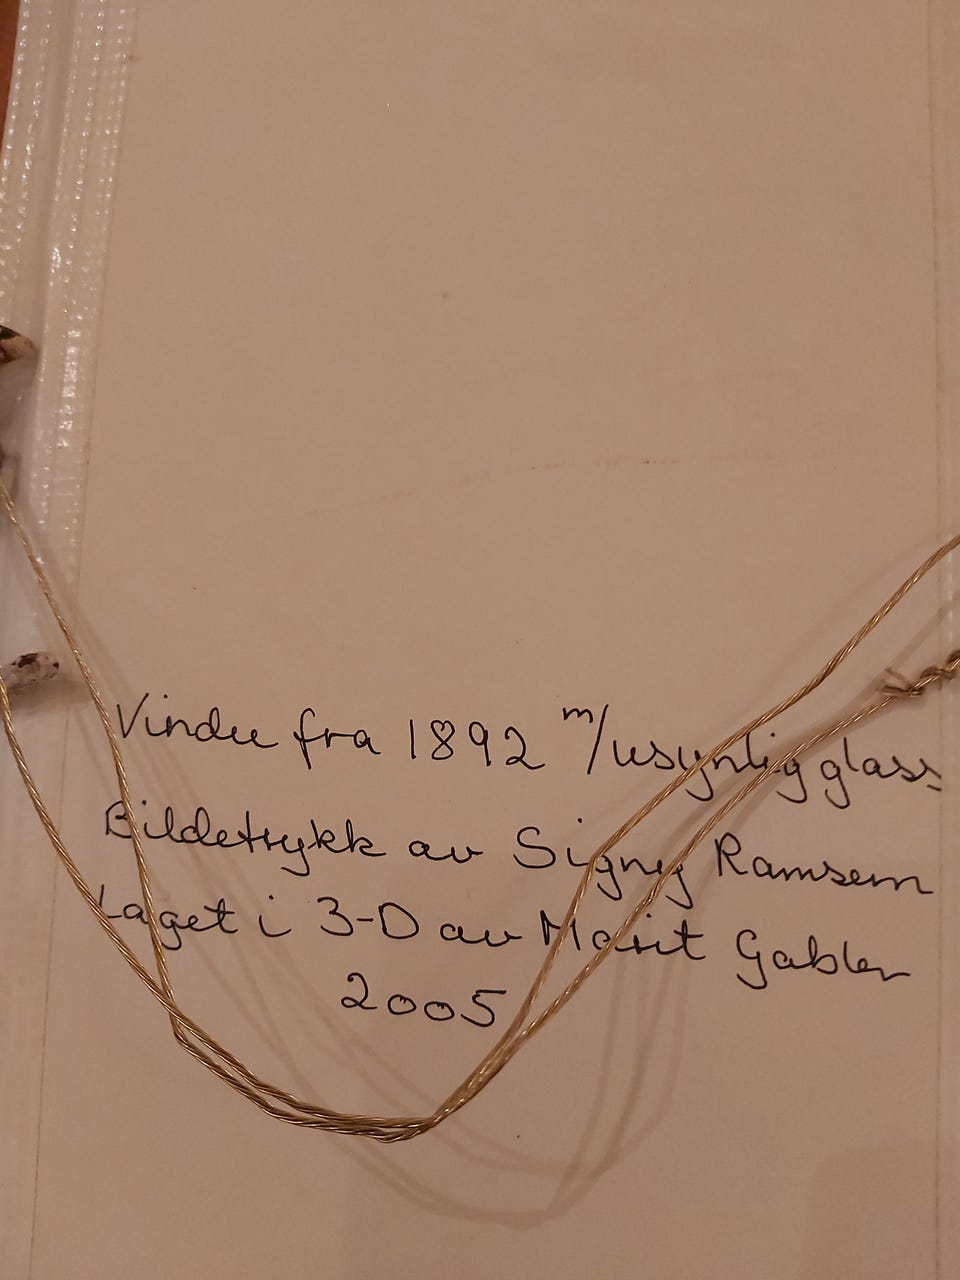 Vindu fra 1892 m/usynlig glass
Bildetrykk av Signy Ramsem
Laget i 3-D av Marit Gabler
2005